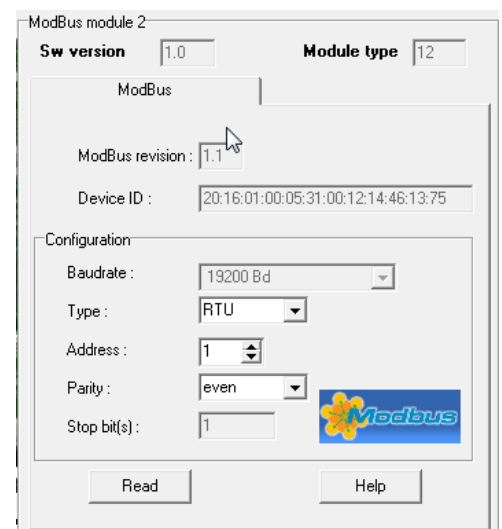 ModBus module 2
Sw version 1.0 Module type 12
ModBus
ModBus revision : 1.1
Device ID : 20:16:01:00:05:31:00:12:14:46:13:75
Configuration
Baudrate : 19200 Bd
Type : RTU
Address : 1
Parity : even
Modbus
Stop bit(s) : 1
Read Help